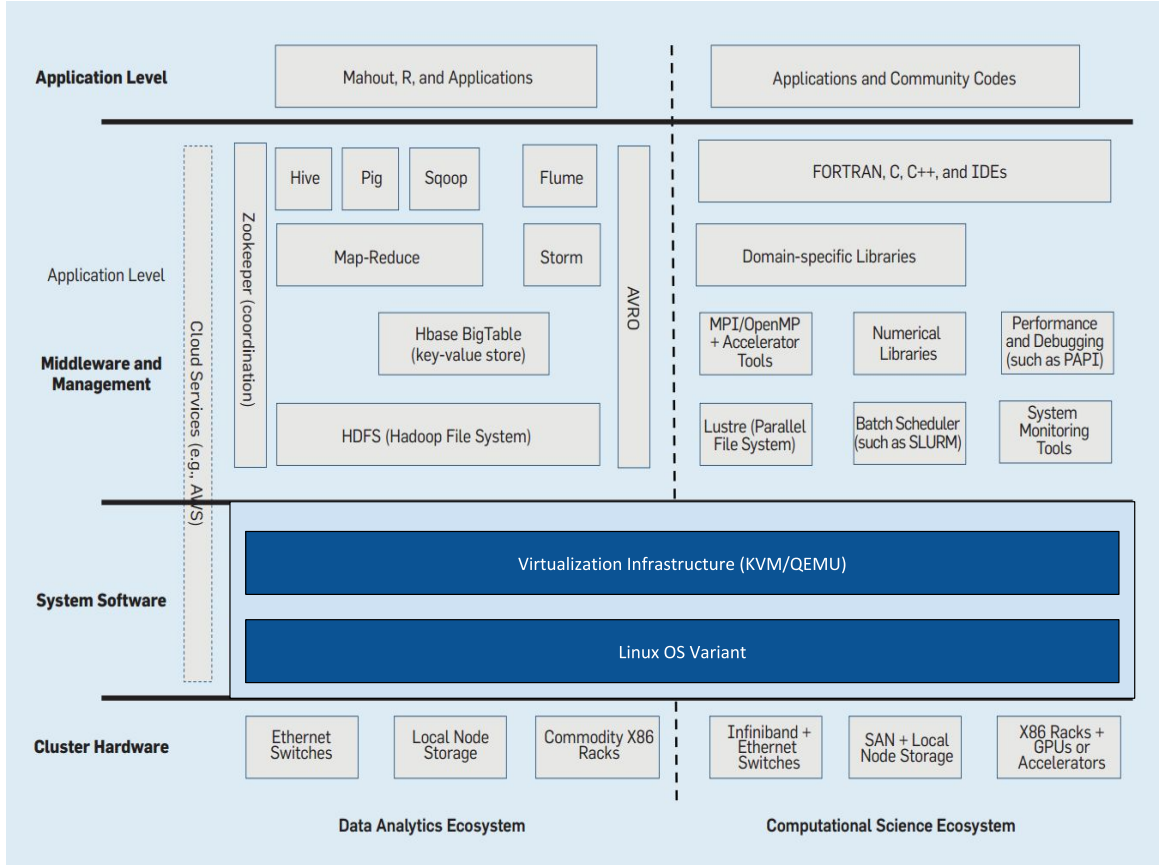 Application Level
Mahout, R, and Applications
Applications and Community Codes
Cloud Services (e.g., AWS)
Zookeeper (coordination)
Hive
Pig
Sqoop
Flume
AVRO
FORTRAN, C, C++, and IDEs
Application Level
Map-Reduce
Storm
Domain-specific Libraries
Middleware and
Management
Hbase BigTable
(key-value store)
MPI/OpenMP
+ Accelerator
Tools
Numerical
Libraries
Performance
and Debugging
(such as PAPI)
HDFS (Hadoop File System)
Lustre (Parallel
File System)
Batch Scheduler
(such as SLURM)
System
Monitoring
Tools
System Software
Virtualization Infrastructure (KVM/QEMU)
Linux OS Variant
Cluster Hardware
Ethernet
Switches
Local Node
Storage
Commodity X86
Racks
Infiniband +
Ethernet
Switches
SAN + Local
Node Storage
X86 Racks +
GPUs or
Accelerators
Data Analytics Ecosystem
Computational Science Ecosystem